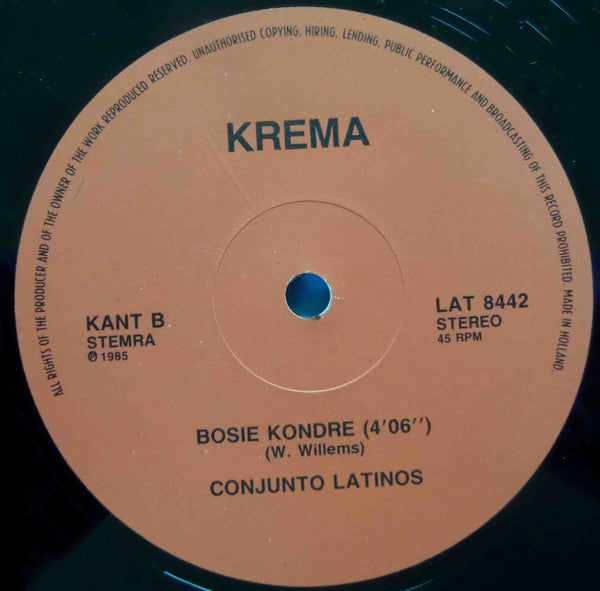 ALL RIGHTS OF THE PRODUCER AND OF THE OWNER OF THE WORK REPRODUCED RESERVED. UNAUTHORISED COPYING, HIRING, LENDING, PUBLIC PERFORMANCE AND BROADCASTING OF THIS RECORD PROHIBITED. MADE IN HOLLAND.
KREMA
KANT B
STEMRA
℗ 1985
LAT 8442
STEREO
45 RPM
BOSIE KONDRE (4'06'')
(W. Willems)
CONJUNTO LATINOS